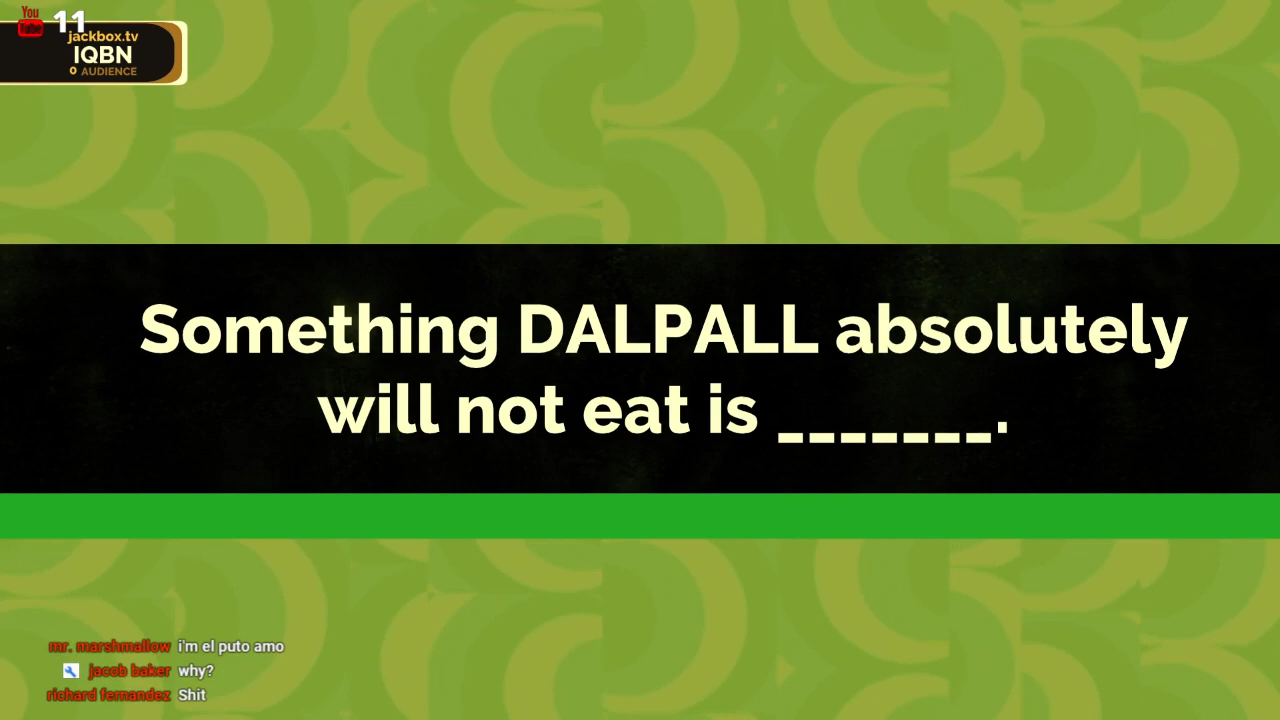 You
Tube
11
jackbox.tv
IQBN
0 AUDIENCE
Something DALPALL absolutely
will not eat is _______.
mr. marshmallow i'm el puto amo
jacob baker why?
richard fernandez Shit